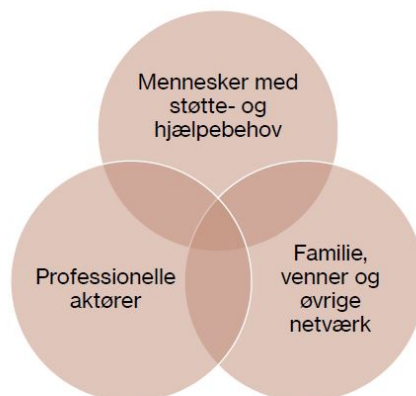 Mennesker med
støtte- og
hjælpebehov
Professionelle
aktører
Familie,
venner og
øvrige
netværk